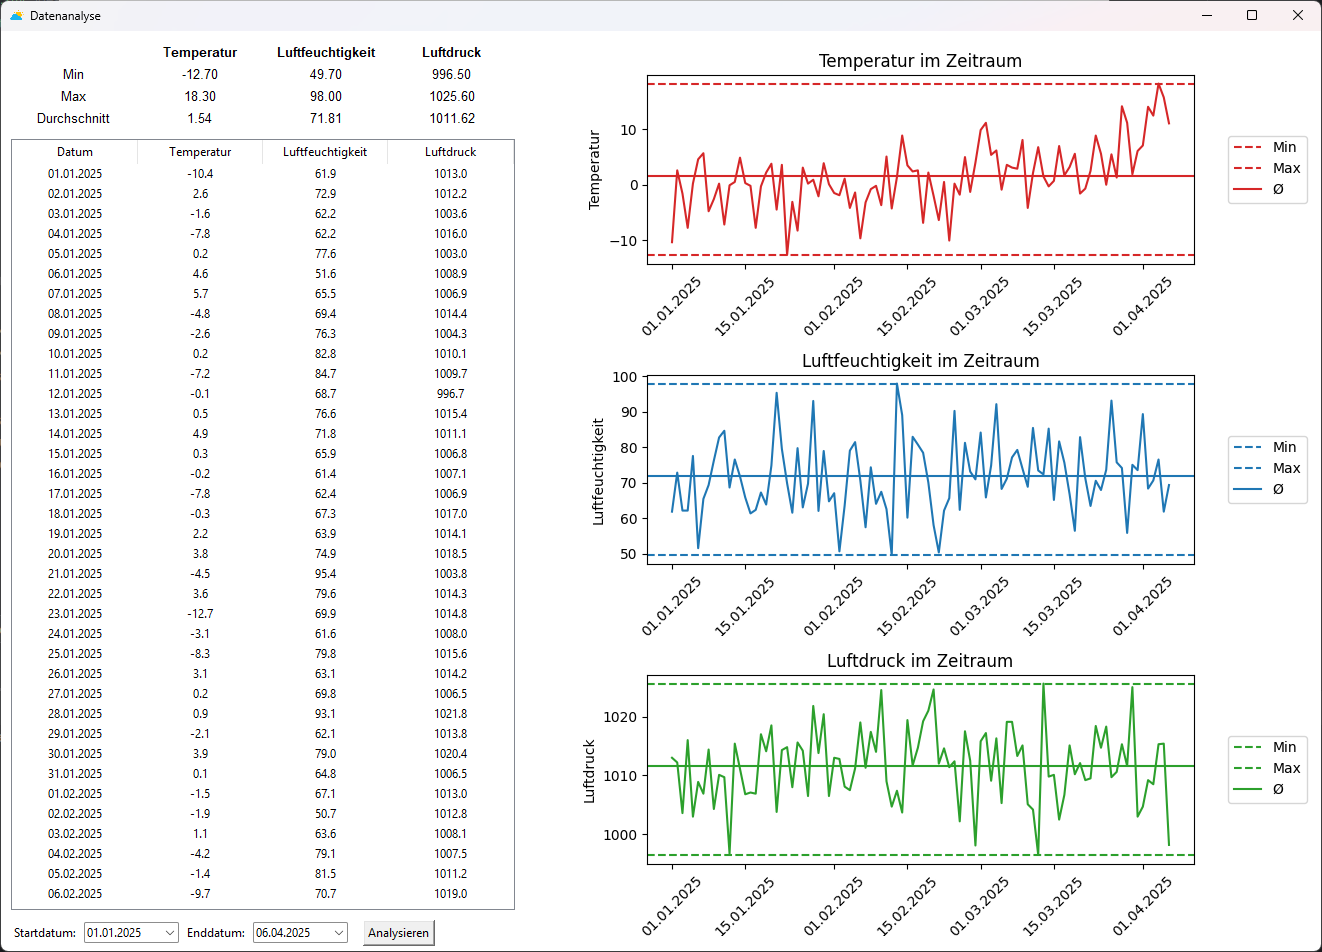 Datenanalyse
Temperatur Luftfeuchtigkeit Luftdruck
Min -12.70 49.70 996.50
Max 18.30 98.00 1025.60
Durchschnitt 1.54 71.81 1011.62
Datum Temperatur Luftfeuchtigkeit Luftdruck
01.01.2025 -10.4 61.9 1013.0
02.01.2025 2.6 72.9 1012.2
03.01.2025 -1.6 62.2 1003.6
04.01.2025 -7.8 62.2 1016.0
05.01.2025 0.2 77.6 1003.0
06.01.2025 4.6 51.6 1008.9
07.01.2025 5.7 65.5 1006.9
08.01.2025 -4.8 69.4 1014.4
09.01.2025 -2.6 76.3 1004.3
10.01.2025 0.2 82.8 1010.1
11.01.2025 -7.2 84.7 1009.7
12.01.2025 -0.1 68.7 996.7
13.01.2025 0.5 76.6 1015.4
14.01.2025 4.9 71.8 1011.1
15.01.2025 0.3 65.9 1006.8
16.01.2025 -0.2 61.4 1007.1
17.01.2025 -7.8 62.4 1006.9
18.01.2025 -0.3 67.3 1017.0
19.01.2025 2.2 63.9 1014.1
20.01.2025 3.8 74.9 1018.5
21.01.2025 -4.5 95.4 1003.8
22.01.2025 3.6 79.6 1014.3
23.01.2025 -12.7 69.9 1014.8
24.01.2025 -3.1 61.6 1008.0
25.01.2025 -8.3 79.8 1015.6
26.01.2025 3.1 63.1 1014.2
27.01.2025 0.2 69.8 1006.5
28.01.2025 0.9 93.1 1021.8
29.01.2025 -2.1 62.1 1013.8
30.01.2025 3.9 79.0 1020.4
31.01.2025 0.1 64.8 1006.5
01.02.2025 -1.5 67.1 1013.0
02.02.2025 -1.9 50.7 1012.8
03.02.2025 1.1 63.6 1008.1
04.02.2025 -4.2 79.1 1007.5
05.02.2025 -1.4 81.5 1011.2
06.02.2025 -9.7 70.7 1019.0
Startdatum: 01.01.2025 Enddatum: 06.04.2025 Analysieren
Temperatur im Zeitraum
Temperatur
10
0
−10
01.01.2025 15.01.2025 01.02.2025 15.02.2025 01.03.2025 15.03.2025 01.04.2025
Min
Max
Ø
Luftfeuchtigkeit im Zeitraum
Luftfeuchtigkeit
100
90
80
70
60
50
01.01.2025 15.01.2025 01.02.2025 15.02.2025 01.03.2025 15.03.2025 01.04.2025
Min
Max
Ø
Luftdruck im Zeitraum
Luftdruck
1020
1010
1000
01.01.2025 15.01.2025 01.02.2025 15.02.2025 01.03.2025 15.03.2025 01.04.2025
Min
Max
Ø